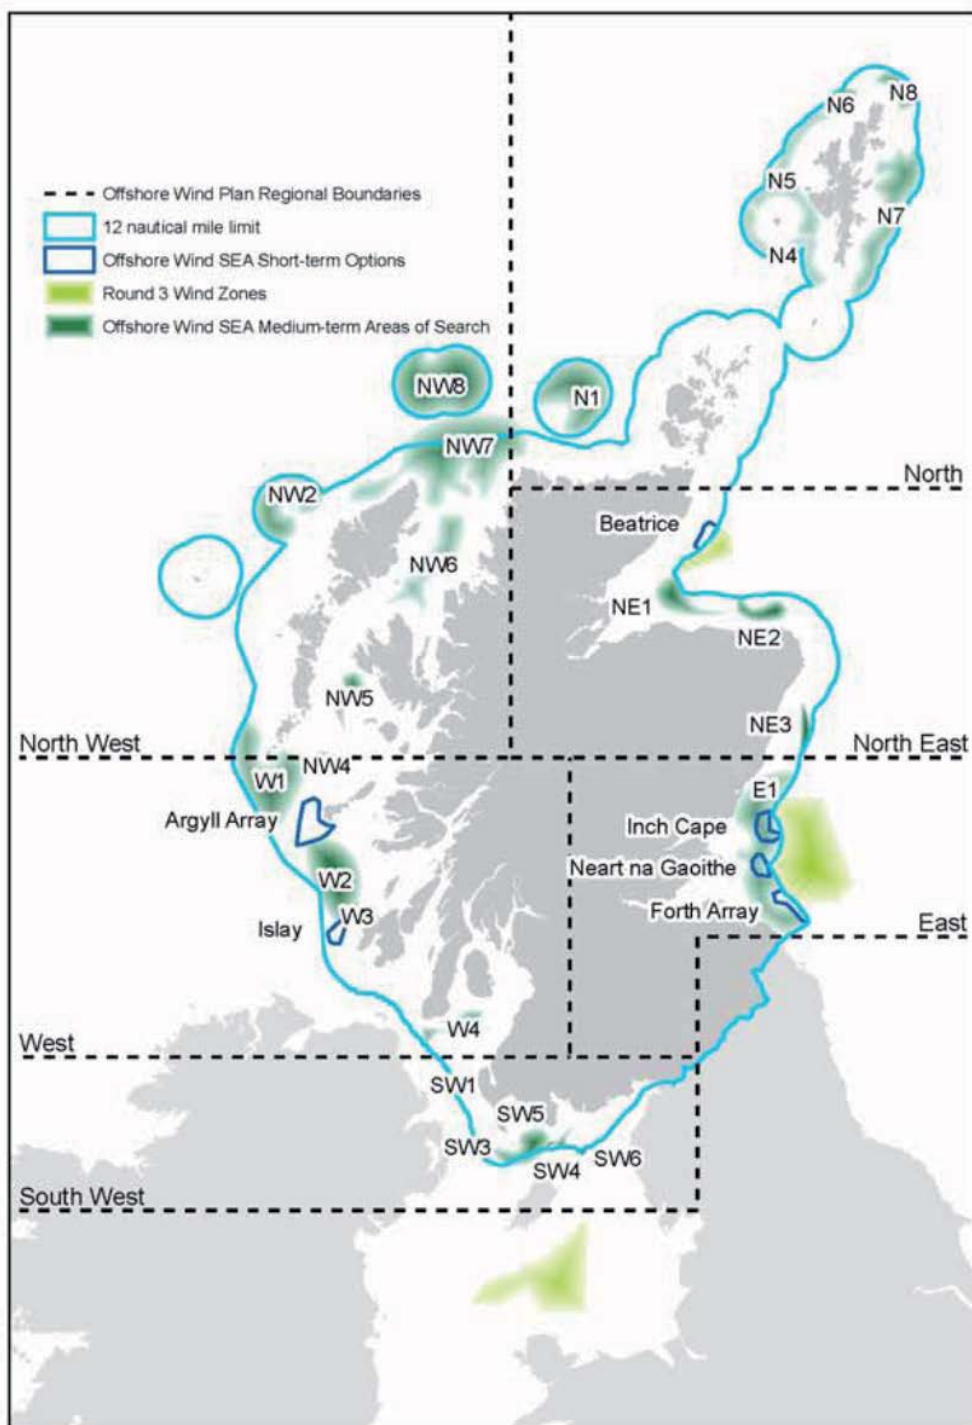 Offshore Wind Plan Regional Boundaries
12 nautical mile limit
Offshore Wind SEA Short-term Options
Round 3 Wind Zones
Offshore Wind SEA Medium-term Areas of Search
N8
N6
N5
N7
N4
NW8
N1
NW7
North
NW2
Beatrice
NW6
NE1
NE2
NW5
NE3
North West
North East
NW4
W1
E1
Argyll Array
Inch Cape
Neart na Gaoithe
W2
Forth Array
W3
Islay
East
W4
West
SW1
SW5
SW3
SW4
SW6
South West